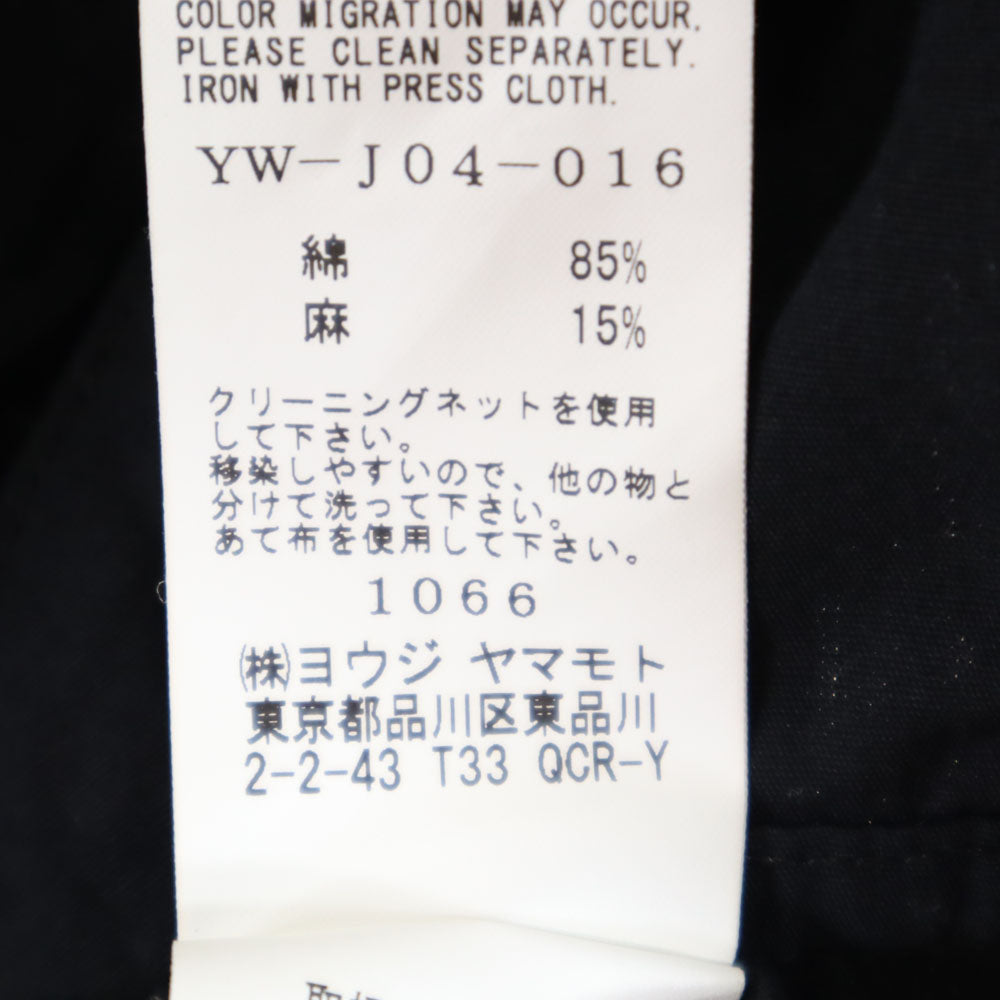 COLOR MIGRATION MAY OCCUR.
PLEASE CLEAN SEPARATELY.
IRON WITH PRESS CLOTH.
YW-J04-016
綿 85%
麻 15%
クリーニングネットを使用
して下さい。
移染しやすいので、他の物と
分けて洗って下さい。
あて布を使用して下さい。
1066
㈱ヨウジ ヤマモト
東京都品川区東品川
2-2-43 T33 QCR-Y